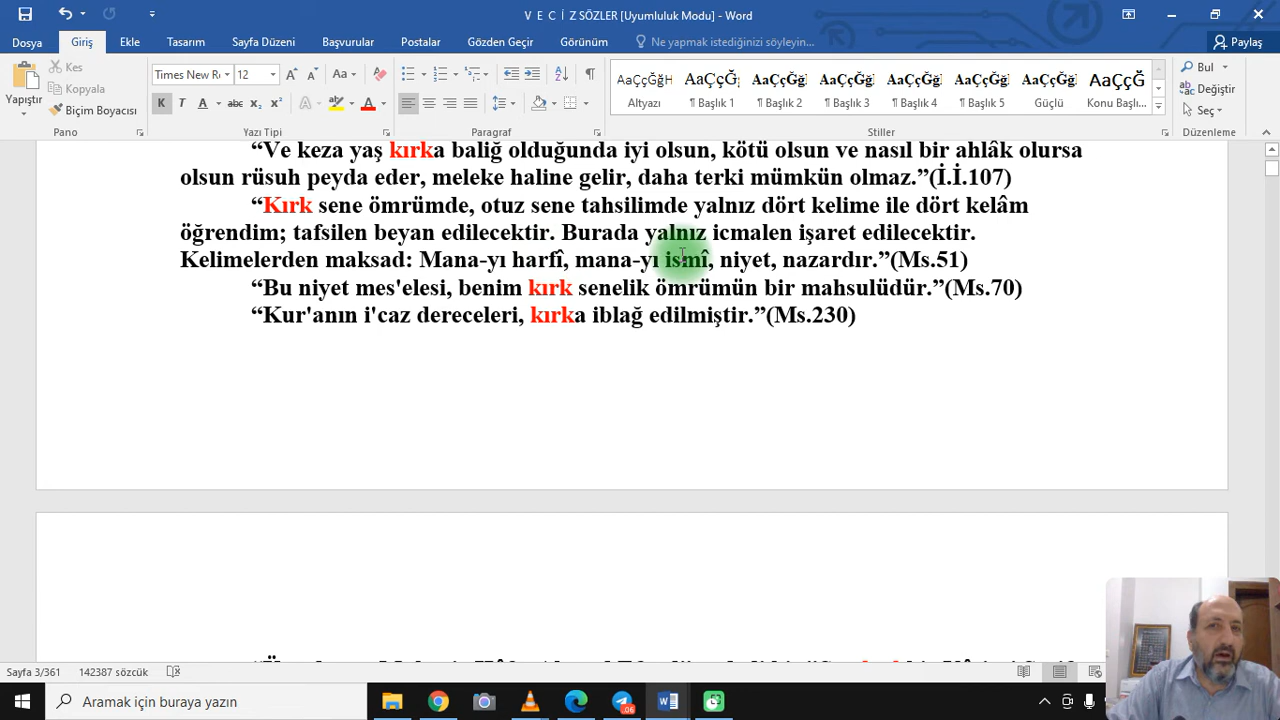 V E C İ Z SÖZLER [Uyumluluk Modu] - Word
Dosya Giriş Ekle Tasarım Sayfa Düzeni Başvurular Postalar Gözden Geçir Görünüm Ne yapmak istediğinizi söyleyin... Paylaş
Yapıştır Kes Kopyala Biçim Boyacısı
Times New Ro 12
AaÇçĞğH AaÇçĞ; AaÇçĞğ AaÇçĞğ AaÇçĞğ AaÇçĞğ AaÇçĞğ AaÇçĞ
Altyazı ¶ Başlık 1 ¶ Başlık 2 ¶ Başlık 3 ¶ Başlık 4 ¶ Başlık 5 Güçlü Konu Başlı...
Bul Değiştir Seç
Pano Yazı Tipi Paragraf Stiller Düzenleme
“Ve keza yaş kırka baliğ olduğunda iyi olsun, kötü olsun ve nasıl bir ahlâk olursa
olsun rüsuh peyda eder, meleke haline gelir, daha terki mümkün olmaz.”(İ.İ.107)
“Kırk sene ömrümde, otuz sene tahsilimde yalnız dört kelime ile dört kelâm
öğrendim; tafsilen beyan edilecektir. Burada yalnız icmalen işaret edilecektir.
Kelimelerden maksad: Mana-yı harfî, mana-yı ismî, niyet, nazardır.”(Ms.51)
“Bu niyet mes'elesi, benim kırk senelik ömrümün bir mahsulüdür.”(Ms.70)
“Kur'anın i'caz dereceleri, kırka iblağ edilmiştir.”(Ms.230)
Sayfa 3/361 142387 sözcük
Aramak için buraya yazın